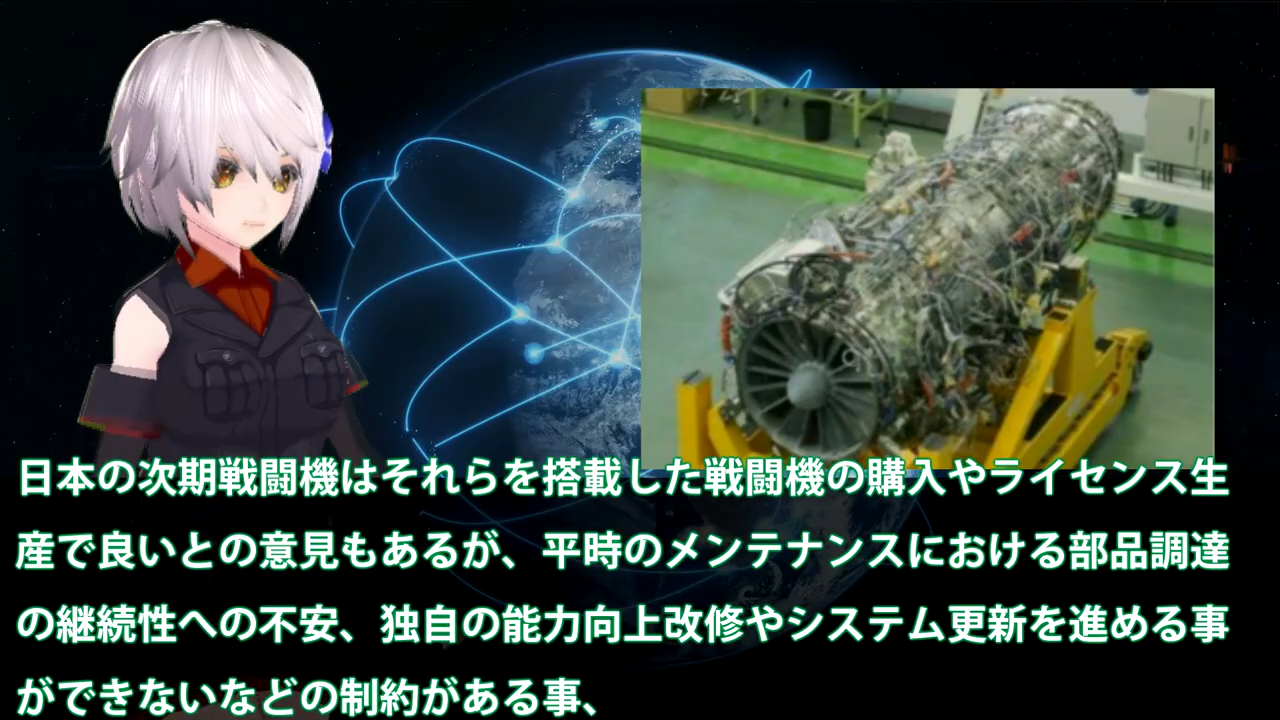 日本の次期戦闘機はそれらを搭載した戦闘機の購入やライセンス生
産で良いとの意見もあるが、平時のメンテナンスにおける部品調達
の継続性への不安、独自の能力向上改修やシステム更新を進める事
ができないなどの制約がある事、